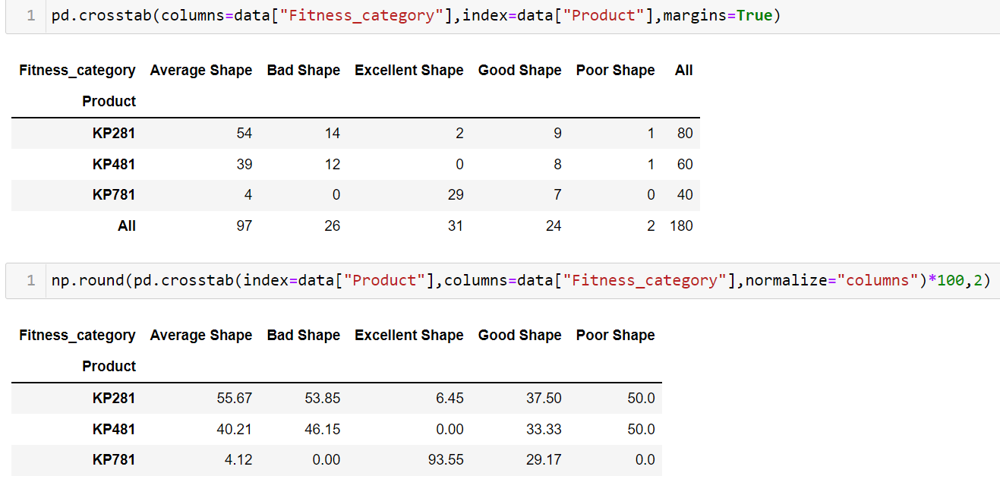 1 pd.crosstab(columns=data["Fitness_category"],index=data["Product"],margins=True)
Fitness_category Average Shape Bad Shape Excellent Shape Good Shape Poor Shape All
Product
KP281 54 14 2 9 1 80
KP481 39 12 0 8 1 60
KP781 4 0 29 7 0 40
All 97 26 31 24 2 180
1 np.round(pd.crosstab(index=data["Product"],columns=data["Fitness_category"],normalize="columns")*100,2)
Fitness_category Average Shape Bad Shape Excellent Shape Good Shape Poor Shape
Product
KP281 55.67 53.85 6.45 37.50 50.0
KP481 40.21 46.15 0.00 33.33 50.0
KP781 4.12 0.00 93.55 29.17 0.0